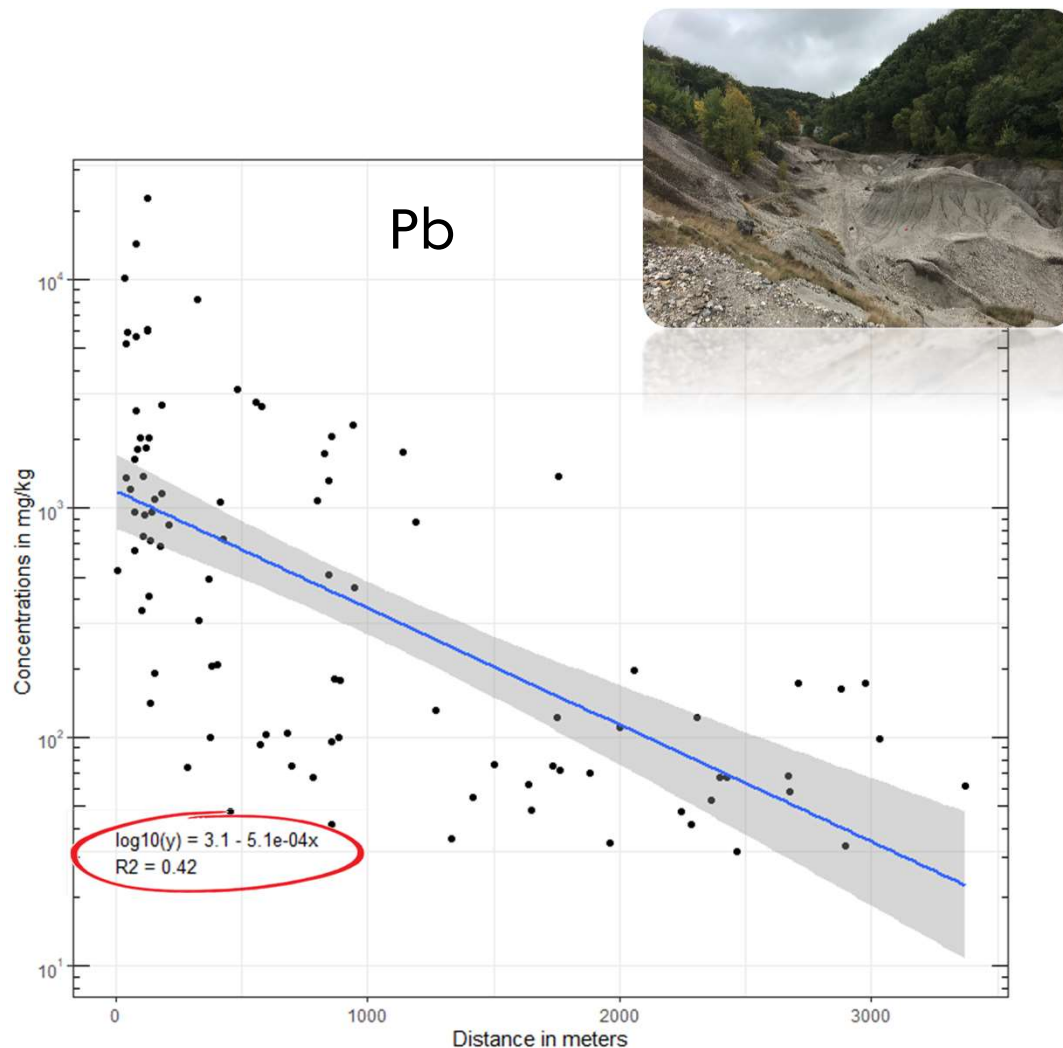 Pb
Concentrations in mg/kg
10⁴
10³
10²
10¹
log10(y) = 3.1 - 5.1e-04x
R2 = 0.42
0 1000 2000 3000
Distance in meters